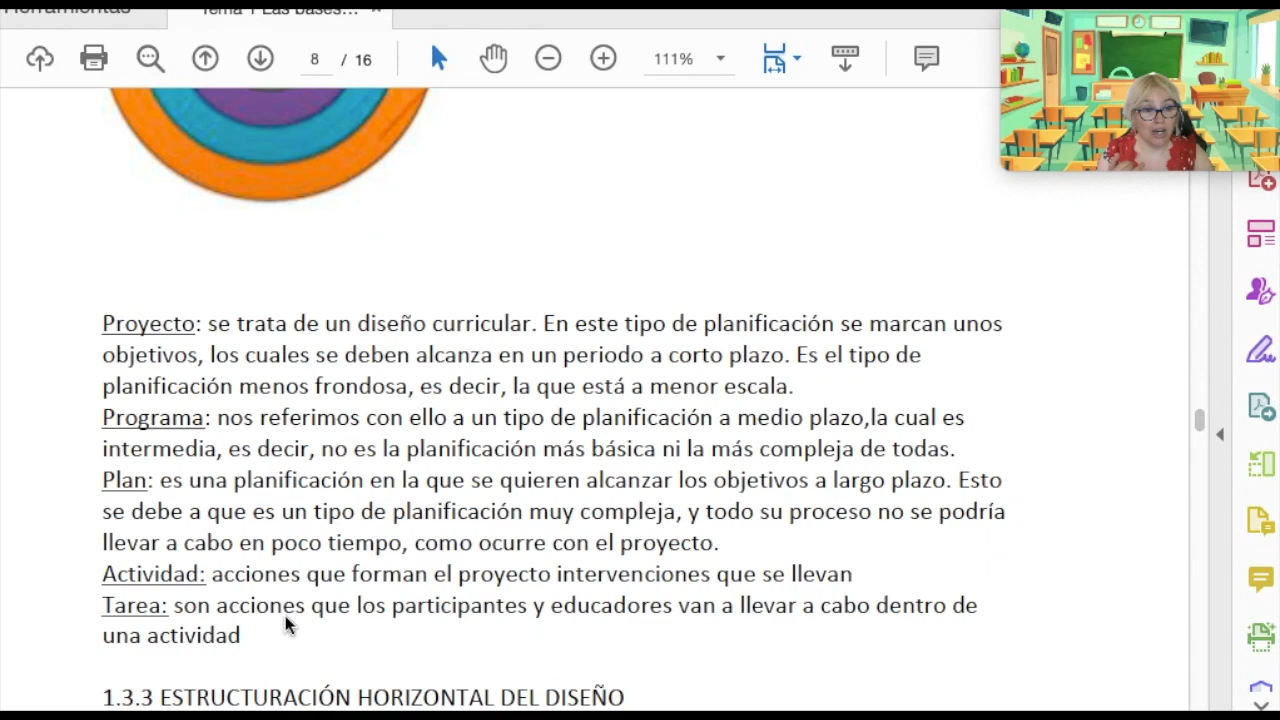 Herramientas
Tema 1 Las bases...
8 / 16
111%
Proyecto: se trata de un diseño curricular. En este tipo de planificación se marcan unos
objetivos, los cuales se deben alcanza en un periodo a corto plazo. Es el tipo de
planificación menos frondosa, es decir, la que está a menor escala.
Programa: nos referimos con ello a un tipo de planificación a medio plazo,la cual es
intermedia, es decir, no es la planificación más básica ni la más compleja de todas.
Plan: es una planificación en la que se quieren alcanzar los objetivos a largo plazo. Esto
se debe a que es un tipo de planificación muy compleja, y todo su proceso no se podría
llevar a cabo en poco tiempo, como ocurre con el proyecto.
Actividad: acciones que forman el proyecto intervenciones que se llevan
Tarea: son acciones que los participantes y educadores van a llevar a cabo dentro de
una actividad
1.3.3 ESTRUCTURACIÓN HORIZONTAL DEL DISEÑO